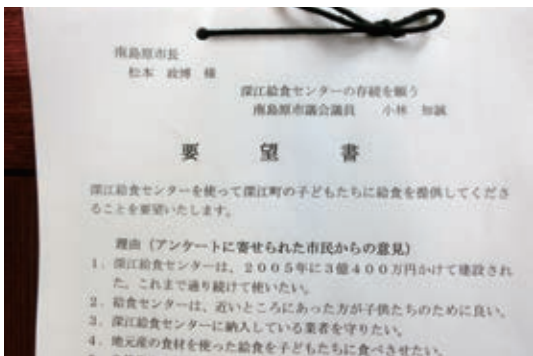 南島原市長
松本 政博 様
深江給食センターの存続を願う
南島原市議会議員 小林 知誠
要 望 書
深江給食センターを使って深江町の子どもたちに給食を提供してくださ
ることを要望いたします。
理由(アンケートに寄せられた市民からの意見)
1.深江給食センターは、2005年に3億400万円かけて建設され
た。これまで通り続けて使いたい。
2.給食センターは、近いところにあった方が子供たちのために良い。
3.深江給食センターに納入している業者を守りたい。
4.地元産の食材を使った給食を子どもたちに食べさせたい。